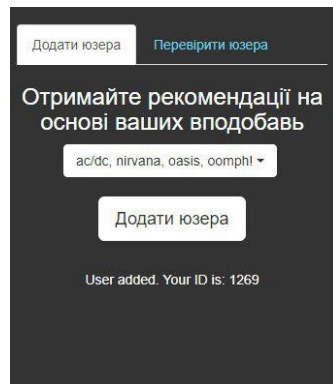 Додати юзера
Перевірити юзера
Отримайте рекомендації на
основі ваших вподобавь
ac/dc, nirvana, oasis, oomph!
Додати юзера
User added. Your ID is: 1269